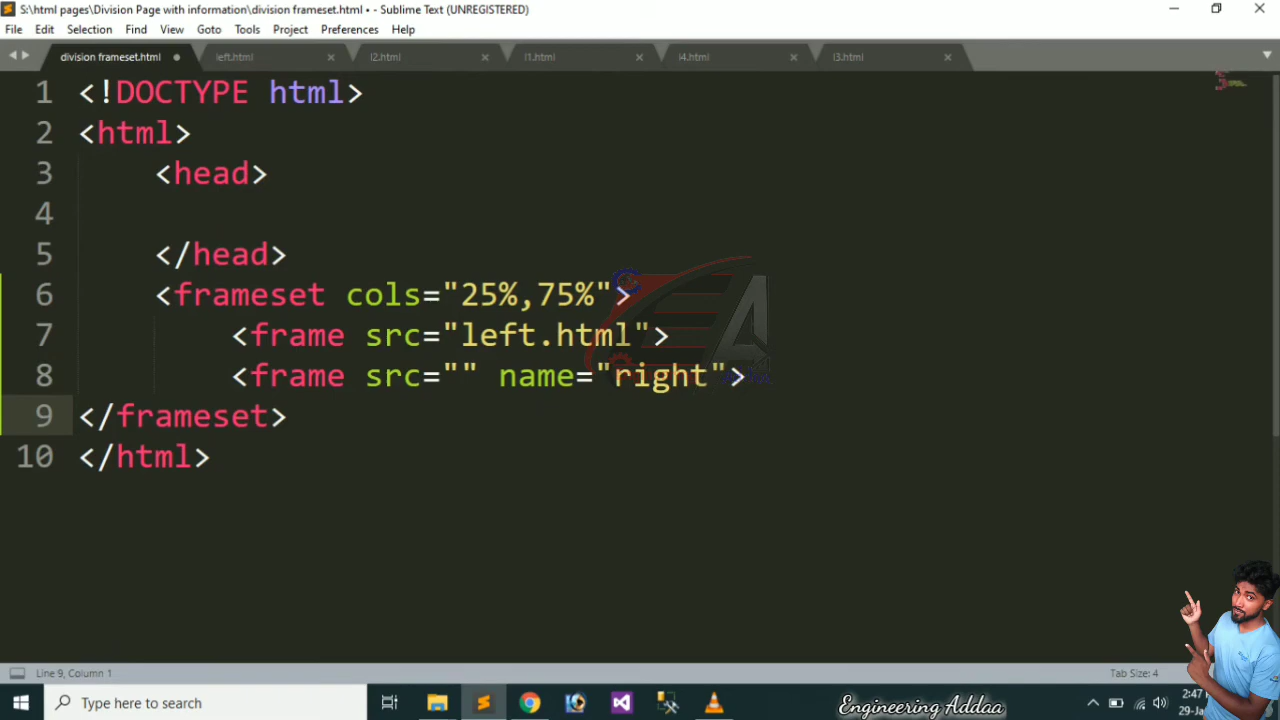 S:\html pages\Division Page with information\division frameset.html • - Sublime Text (UNREGISTERED)
File Edit Selection Find View Goto Tools Project Preferences Help
division frameset.html left.html l2.html l1.html l4.html l3.html
1 <!DOCTYPE html>
2 <html>
3 <head>
4
5 </head>
6 <frameset cols="25%,75%">
7 <frame src="left.html">
8 <frame src="" name="right">
9 </frameset>
10 </html>
Line 9, Column 1 Tab Size: 4
Type here to search
Engineering Addaa
2:47
29-Ja